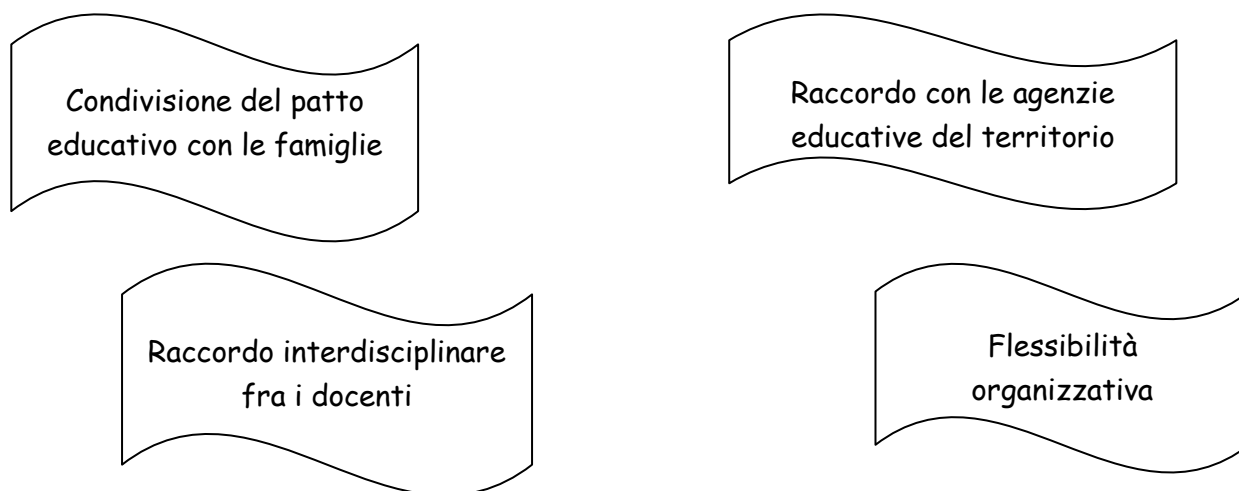 Condivisione del patto
educativo con le famiglie
Raccordo con le agenzie
educative del territorio
Raccordo interdisciplinare
fra i docenti
Flessibilità
organizzativa